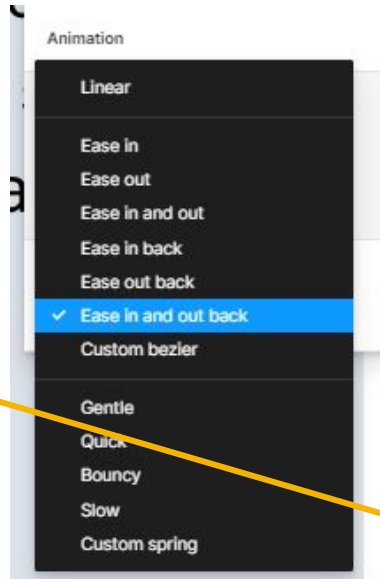 Animation
Linear
Ease in
Ease out
Ease in and out
Ease in back
Ease out back
Ease in and out back
Custom bezier
Gentle
Quick
Bouncy
Slow
Custom spring